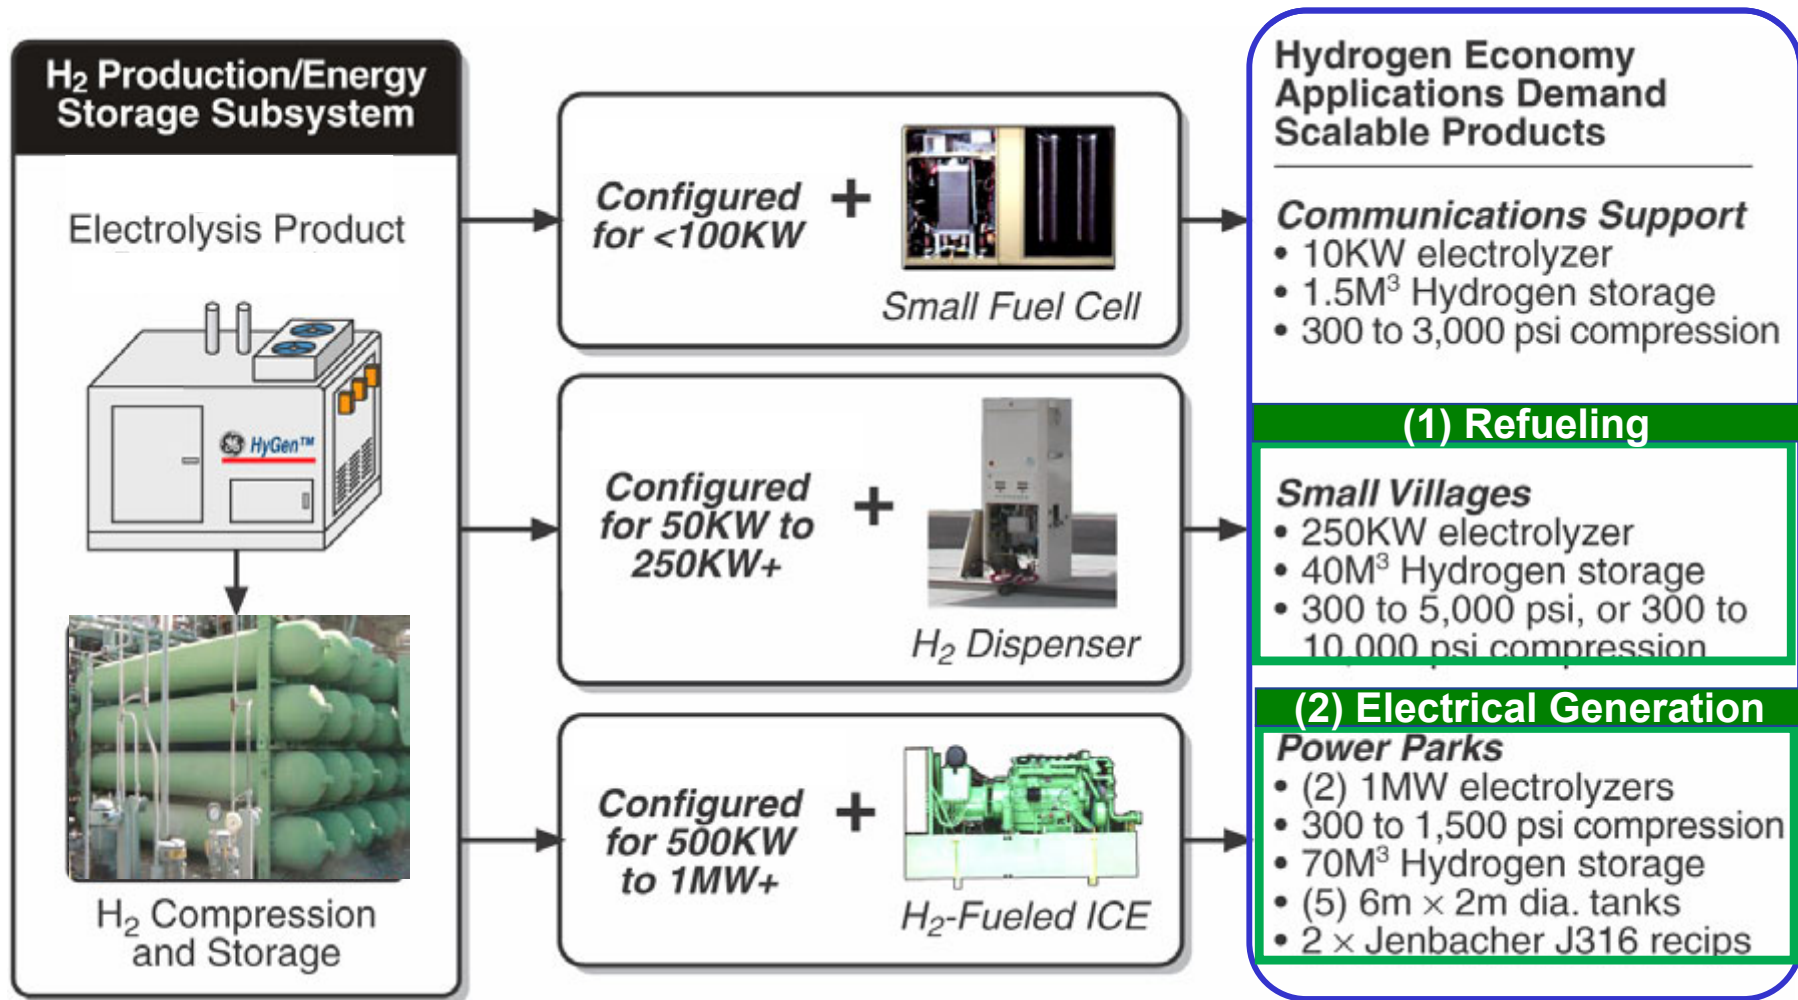 H₂ Production/Energy
Storage Subsystem
Electrolysis Product
HyGen™
H₂ Compression
and Storage
Configured
for <100KW
+
Small Fuel Cell
Configured
for 50KW to
250KW+
+
H₂ Dispenser
Configured
for 500KW
to 1MW+
+
H₂-Fueled ICE
Hydrogen Economy
Applications Demand
Scalable Products
Communications Support
• 10KW electrolyzer
• 1.5M³ Hydrogen storage
• 300 to 3,000 psi compression
(1) Refueling
Small Villages
• 250KW electrolyzer
• 40M³ Hydrogen storage
• 300 to 5,000 psi, or 300 to
10,000 psi compression
(2) Electrical Generation
Power Parks
• (2) 1MW electrolyzers
• 300 to 1,500 psi compression
• 70M³ Hydrogen storage
• (5) 6m × 2m dia. tanks
• 2 × Jenbacher J316 recips